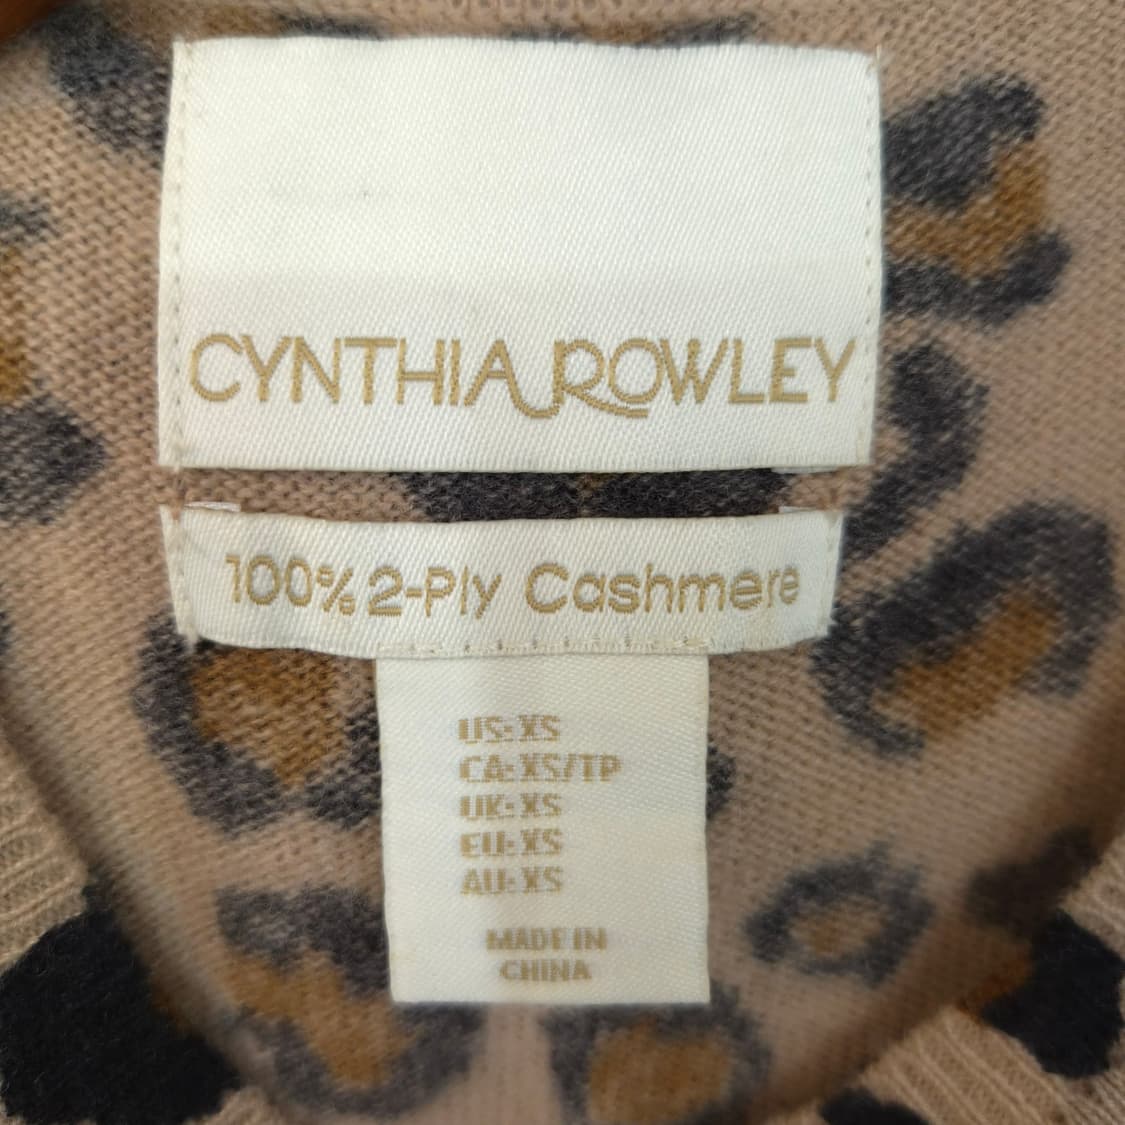 CYNTHIA ROWLEY
100% 2-Ply Cashmere
US: XS
CA: XS/TP
UK: XS
EU: XS
AU: XS
MADE IN
CHINA